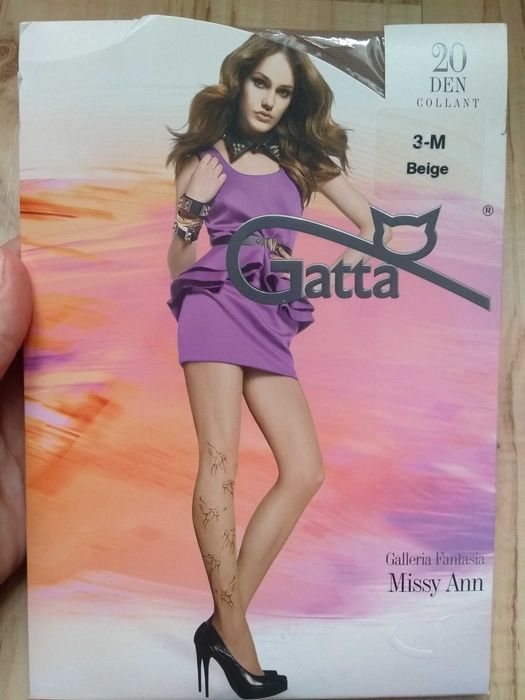 20
DEN
COLLANT
3-M
Beige
Gatta
®
Galleria Fantasia
Missy Ann